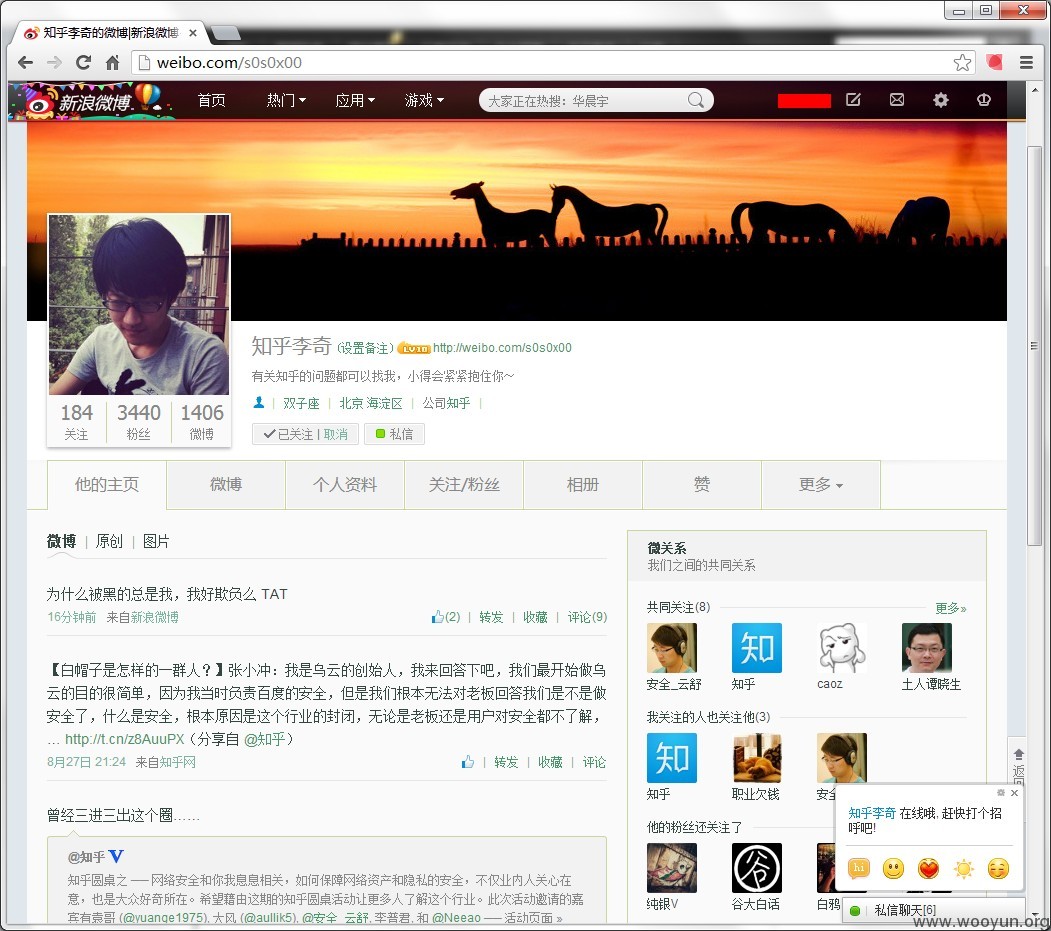 知乎李奇的微博|新浪微博
weibo.com/s0s0x00
新浪微博 首页 热门 应用 游戏 大家正在热搜：华晨宇
知乎李奇 (设置备注) http://weibo.com/s0s0x00
有关知乎的问题都可以找我，小得会紧紧抱住你～
双子座 | 北京 海淀区 | 公司知乎 |
184 3440 1406
关注 粉丝 微博
已关注 | 取消 私信
他的主页 微博 个人资料 关注/粉丝 相册 赞 更多
微博 | 原创 | 图片
为什么被黑的总是我，我好欺负么 TAT
16分钟前 来自新浪微博 (2) | 转发 | 收藏 | 评论(9)
【白帽子是怎样的一群人？】张小冲：我是乌云的创始人，我来回答下吧，我们最开始做乌
云的目的很简单，因为我当时负责百度的安全，但是我们根本无法对老板回答我们是不是做
安全了，什么是安全，根本原因是这个行业的封闭，无论是老板还是用户对安全都不了解，
… http://t.cn/z8AuuPX（分享自 @知乎）
8月27日 21:24 来自知乎网 | 转发 | 收藏 | 评论
曾经三进三出这个圈……
@知乎
知乎圆桌之 —— 网络安全和你我息息相关，如何保障网络资产和隐私的安全，不仅业内人关心在
意，也是大众好奇所在。希望藉由这期的知乎圆桌活动让更多人了解这个行业。此次活动邀请的嘉
宾有袁哥 (@yuange1975), 大风 (@aullik5), @安全_云舒, 李普君, 和 @Neeao —— 活动页面 »
微关系
我们之间的共同关系
共同关注(8) 更多»
安全_云舒 知乎 caoz 土人谭晓生
我关注的人也关注他(3)
知乎 职业欠钱
他的粉丝还关注了
纯银V 谷大白话 白鸦
返回
知乎李奇 在线哦, 赶快打个招
呼吧!
hi
私信聊天[6]
www.wooyun.org